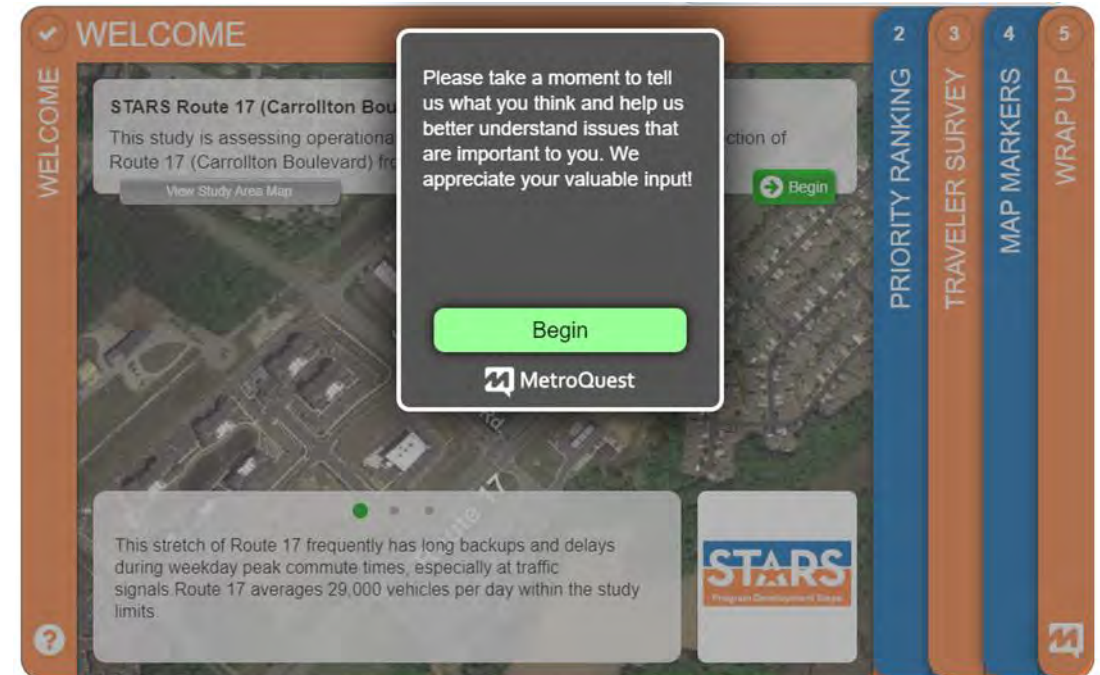 WELCOME
WELCOME
STARS Route 17 (Carrollton Bou
This study is assessing operationa
ction of
Route 17 (Carrollton Boulevard) fro
View Study Area Map
Begin
Please take a moment to tell
us what you think and help us
better understand issues that
are important to you. We
appreciate your valuable input!
Begin
MetroQuest
Rd
Route 17
This stretch of Route 17 frequently has long backups and delays
during weekday peak commute times, especially at traffic
signals.Route 17 averages 29,000 vehicles per day within the study
limits.
STARS
Program Development Steps
?
2
PRIORITY RANKING
3
TRAVELER SURVEY
4
MAP MARKERS
5
WRAP UP